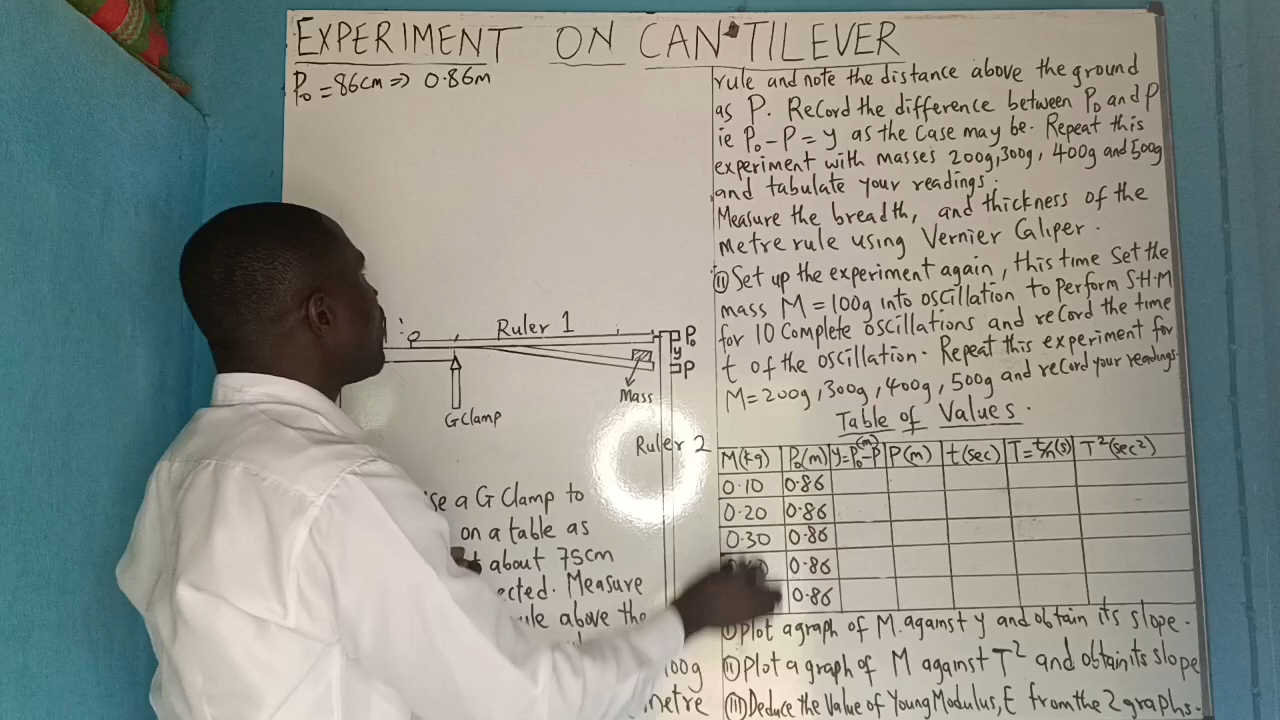 EXPERIMENT ON CANTILEVER
P₀ = 86cm => 0.86m
Ruler 1
P₀
y
P
Mass
G Clamp
Ruler 2
se a G Clamp to
on a table as
about 75cm
ected. Measure
rule above the
100g
metre
rule and note the distance above the ground
as P. Record the difference between P₀ and P
ie P₀ - P = y as the case may be. Repeat this
experiment with masses 200g, 300g, 400g and 500g
and tabulate your readings.
Measure the breadth, and thickness of the
metre rule using Vernier Caliper.
(II) Set up the experiment again, this time set the
mass M = 100g into oscillation to perform S.H.M
for 10 Complete oscillations and record the time
t of the oscillation. Repeat this experiment for
M = 200g, 300g, 400g, 500g and record your readings.
Table of Values.
M(kg) P₀(m) y=P₀-P (m) P(m) t(sec) T=t/n(s) T²(sec²)
0.10 0.86
0.20 0.86
0.30 0.86
0.86
0.86
(I) Plot a graph of M against y and obtain its slope.
(II) Plot a graph of M against T² and obtain its slope
(III) Deduce the Value of Young Modulus, E from the 2 graphs.